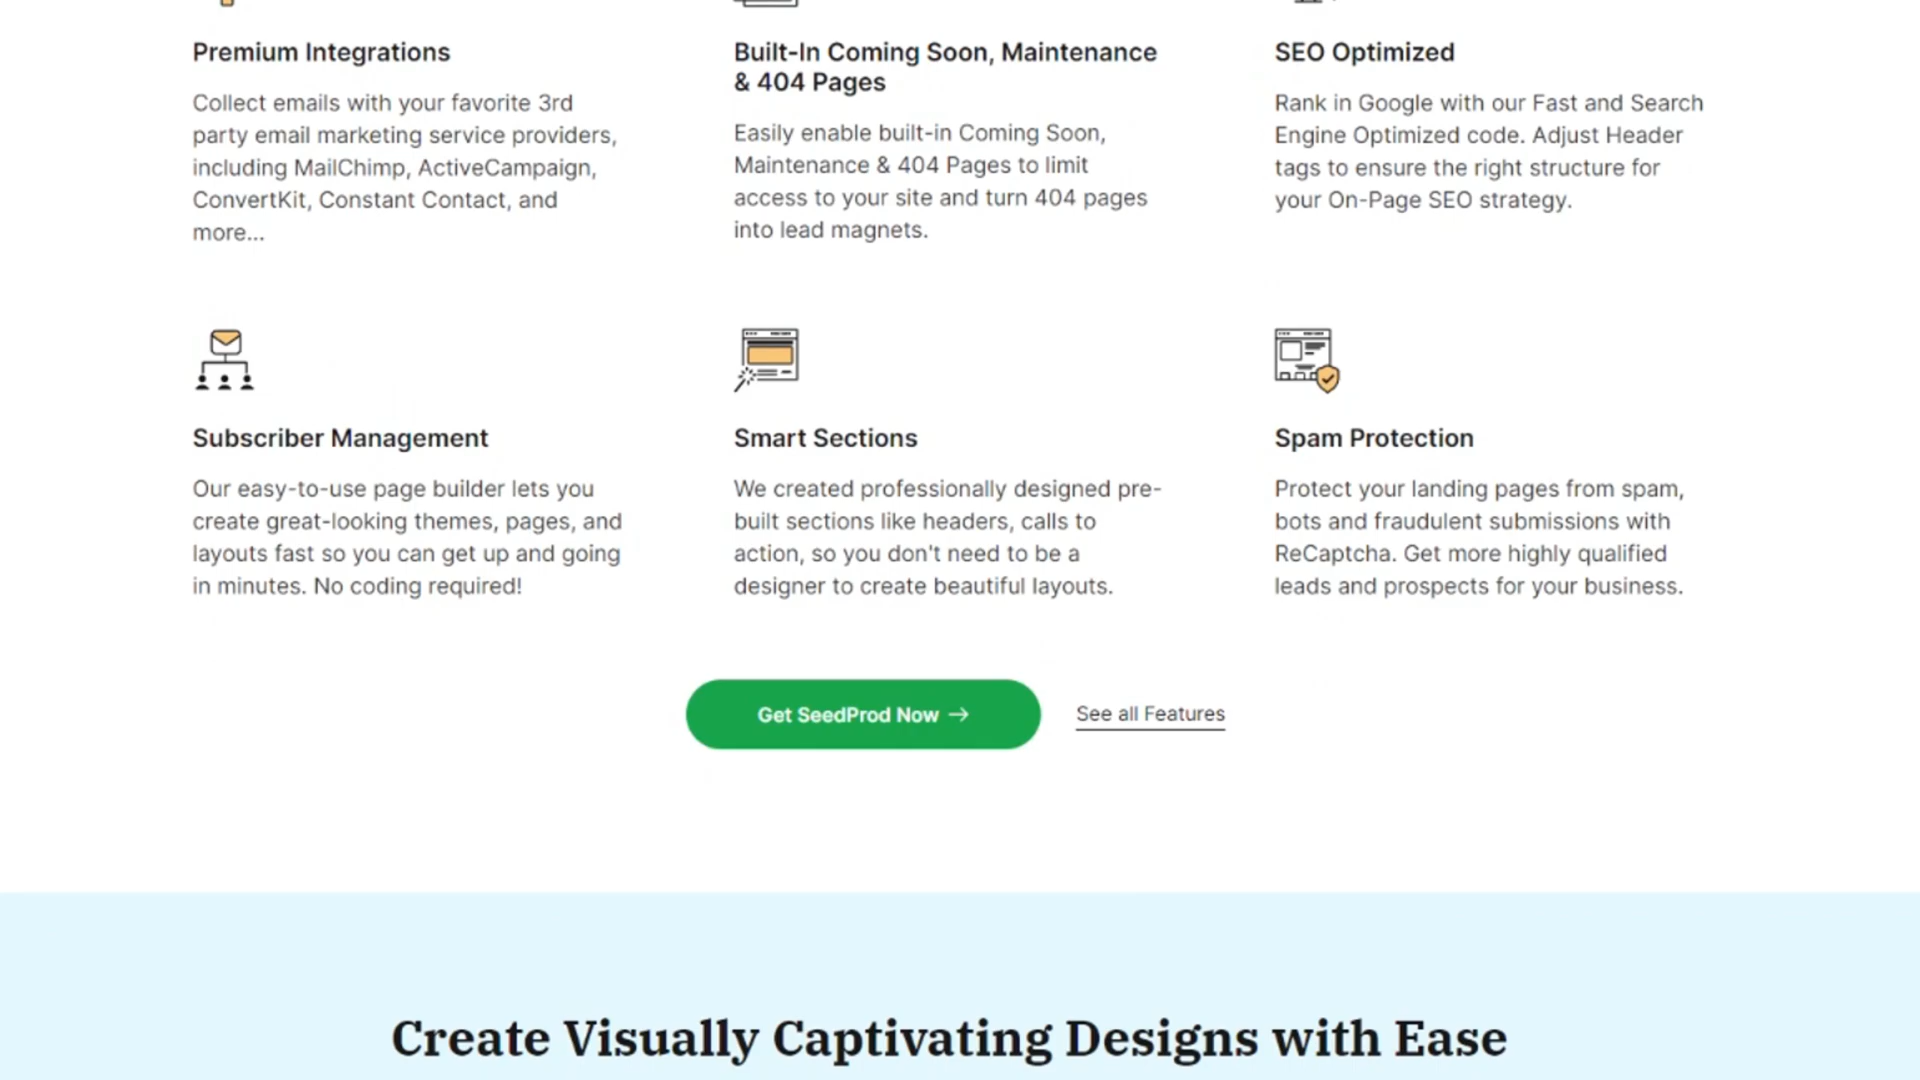 Premium Integrations
Collect emails with your favorite 3rd
party email marketing service providers,
including MailChimp, ActiveCampaign,
ConvertKit, Constant Contact, and
more...
Built-In Coming Soon, Maintenance
& 404 Pages
Easily enable built-in Coming Soon,
Maintenance & 404 Pages to limit
access to your site and turn 404 pages
into lead magnets.
SEO Optimized
Rank in Google with our Fast and Search
Engine Optimized code. Adjust Header
tags to ensure the right structure for
your On-Page SEO strategy.
Subscriber Management
Our easy-to-use page builder lets you
create great-looking themes, pages, and
layouts fast so you can get up and going
in minutes. No coding required!
Smart Sections
We created professionally designed pre-
built sections like headers, calls to
action, so you don't need to be a
designer to create beautiful layouts.
Spam Protection
Protect your landing pages from spam,
bots and fraudulent submissions with
ReCaptcha. Get more highly qualified
leads and prospects for your business.
Get SeedProd Now →
See all Features
Create Visually Captivating Designs with Ease